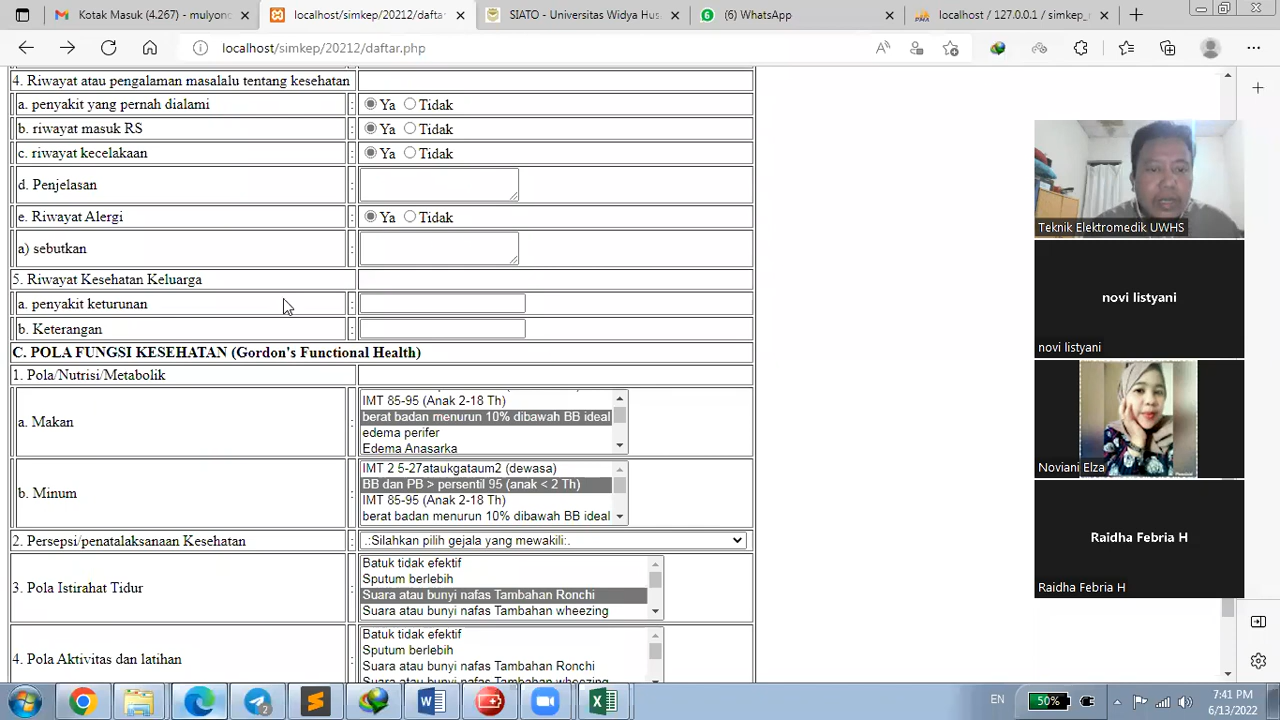 Kotak Masuk (4.267) - mulyono
localhost/simkep/20212/daftar
SIATO - Universitas Widya Hus
(6) WhatsApp
localhost / 127.0.0.1 / simkep_
localhost/simkep/20212/daftar.php
4. Riwayat atau pengalaman masalalu tentang kesehatan
a. penyakit yang pernah dialami : Ya Tidak
b. riwayat masuk RS : Ya Tidak
c. riwayat kecelakaan : Ya Tidak
d. Penjelasan :
e. Riwayat Alergi : Ya Tidak
a) sebutkan :
5. Riwayat Kesehatan Keluarga
a. penyakit keturunan :
b. Keterangan :
C. POLA FUNGSI KESEHATAN (Gordon's Functional Health)
1. Pola/Nutrisi/Metabolik
a. Makan :
IMT 85-95 (Anak 2-18 Th)
berat badan menurun 10% dibawah BB ideal
edema perifer
Edema Anasarka
b. Minum :
IMT 2 5-27ataukgataum2 (dewasa)
BB dan PB > persentil 95 (anak < 2 Th)
IMT 85-95 (Anak 2-18 Th)
berat badan menurun 10% dibawah BB ideal
2. Persepsi/penatalaksanaan Kesehatan : .:Silahkan pilih gejala yang mewakili:.
3. Pola Istirahat Tidur :
Batuk tidak efektif
Sputum berlebih
Suara atau bunyi nafas Tambahan Ronchi
Suara atau bunyi nafas Tambahan wheezing
4. Pola Aktivitas dan latihan :
Batuk tidak efektif
Sputum berlebih
Suara atau bunyi nafas Tambahan Ronchi
Suara atau bunyi nafas Tambahan wheezing
Teknik Elektromedik UWHS
novi listyani
novi listyani
Noviani Elza
Raidha Febria H
Raidha Febria H
EN
50%
7:41 PM
6/13/2022